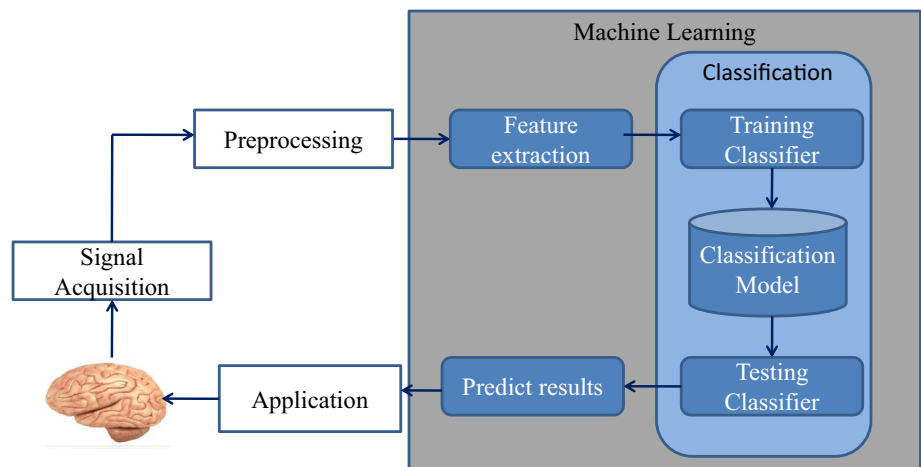 Machine Learning
Classification
Preprocessing
Feature
extraction
Training
Classifier
Signal
Acquisition
Classification
Model
Application
Predict results
Testing
Classifier